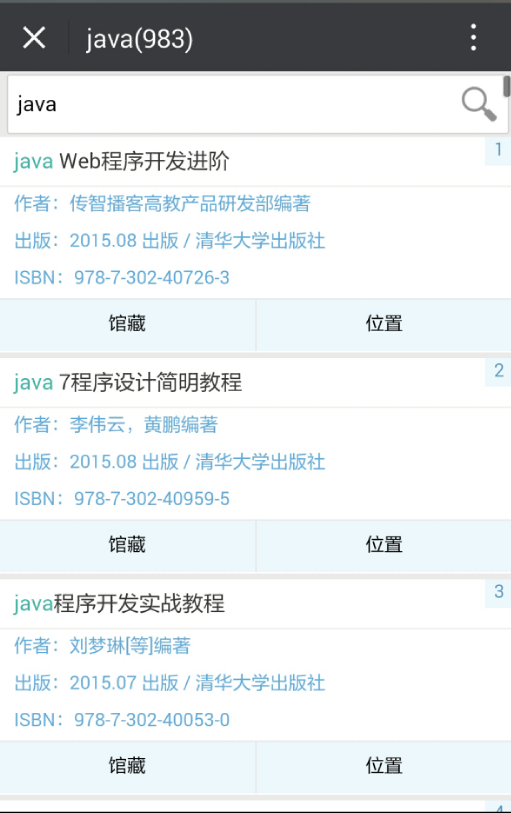 java(983)
java
java Web程序开发进阶
1
作者：传智播客高教产品研发部编著
出版：2015.08 出版 / 清华大学出版社
ISBN：978-7-302-40726-3
馆藏 位置
java 7程序设计简明教程
2
作者：李伟云，黄鹏编著
出版：2015.08 出版 / 清华大学出版社
ISBN：978-7-302-40959-5
馆藏 位置
java程序开发实战教程
3
作者：刘梦琳[等]编著
出版：2015.07 出版 / 清华大学出版社
ISBN：978-7-302-40053-0
馆藏 位置
4